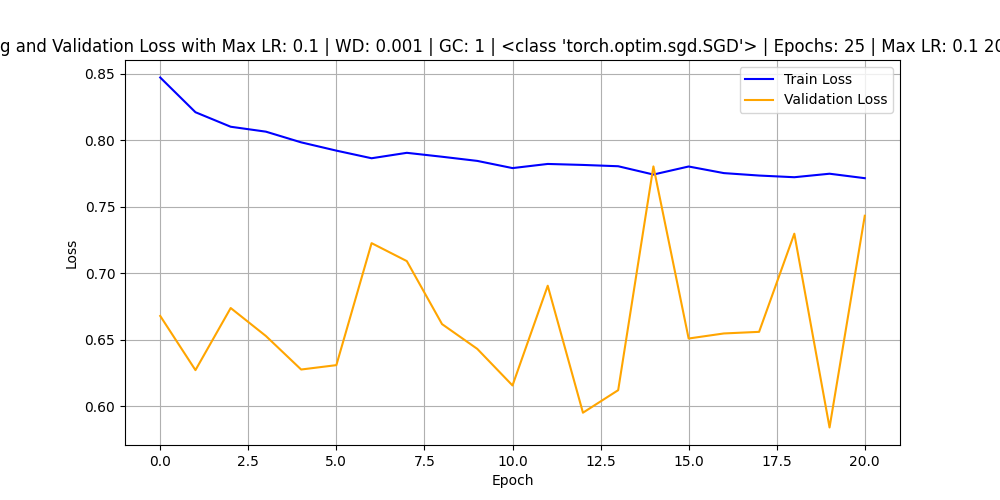 g and Validation Loss with Max LR: 0.1 | WD: 0.001 | GC: 1 | <class 'torch.optim.sgd.SGD'> | Epochs: 25 | Max LR: 0.1 20
Train Loss
Validation Loss
0.85
0.80
0.75
0.70
0.65
0.60
Loss
0.0 2.5 5.0 7.5 10.0 12.5 15.0 17.5 20.0
Epoch